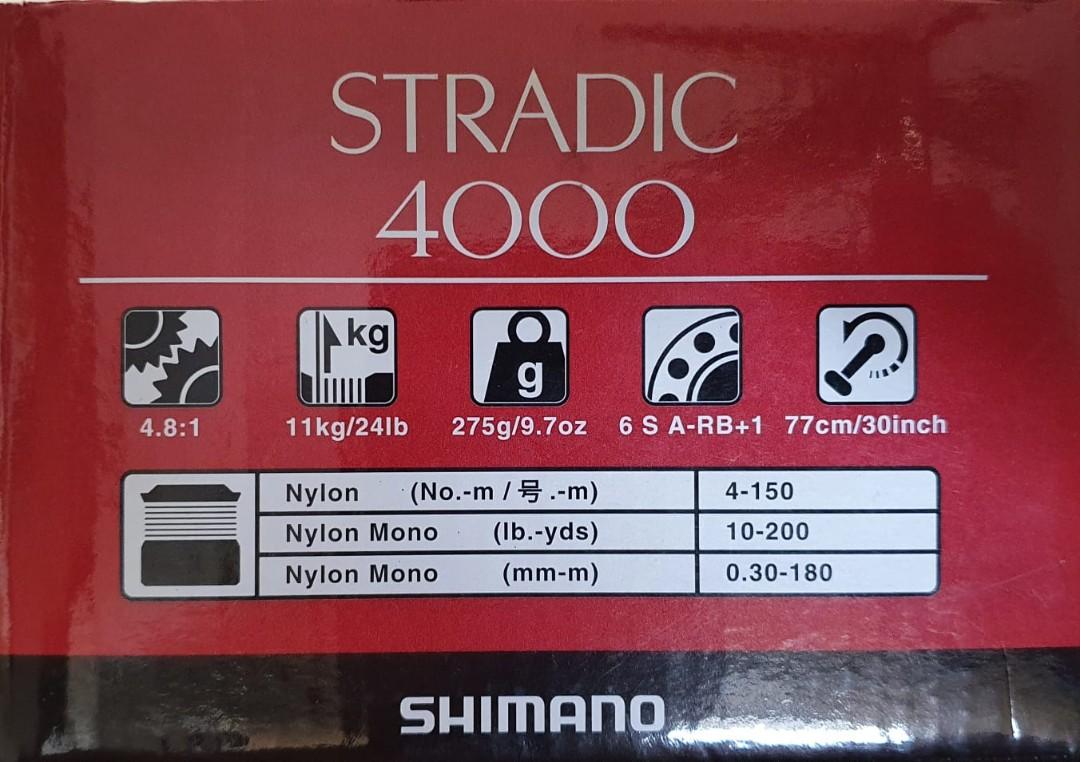 STRADIC
4000
kg
g
4.8:1 11kg/24lb 275g/9.7oz 6 S A-RB+1 77cm/30inch
Nylon (No.-m / 号.-m) 4-150
Nylon Mono (lb.-yds) 10-200
Nylon Mono (mm-m) 0.30-180
SHIMANO